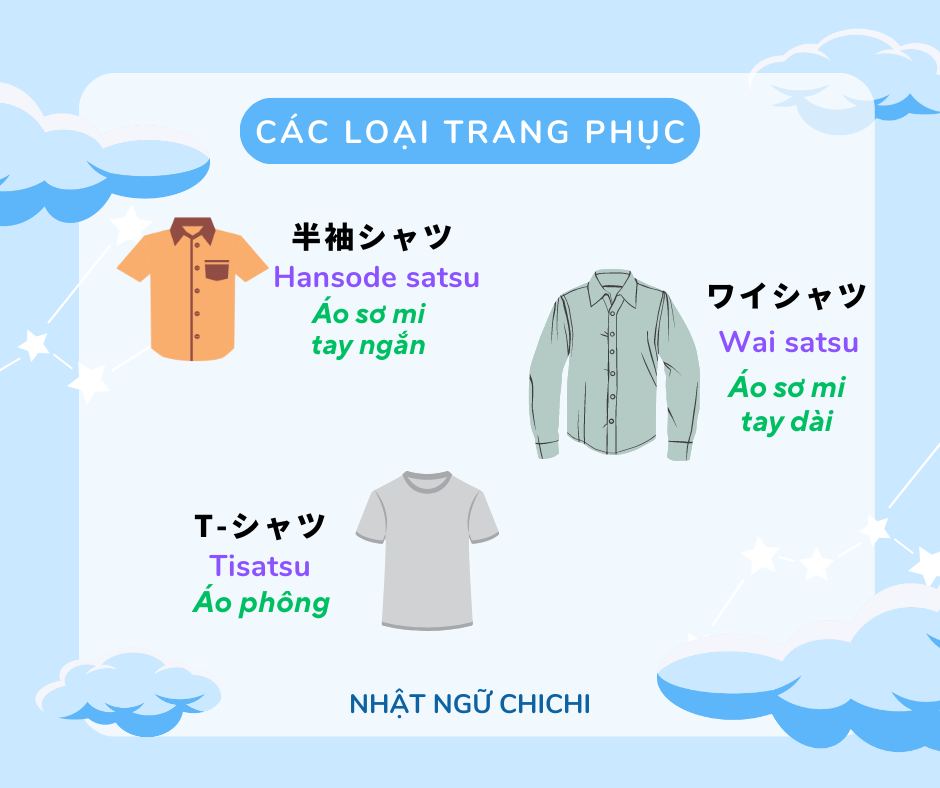 CÁC LOẠI TRANG PHỤC
半袖シャツ
Hansode satsu
Áo sơ mi
tay ngắn
ワイシャツ
Wai satsu
Áo sơ mi
tay dài
T-シャツ
Tisatsu
Áo phông
NHẬT NGỮ CHICHI